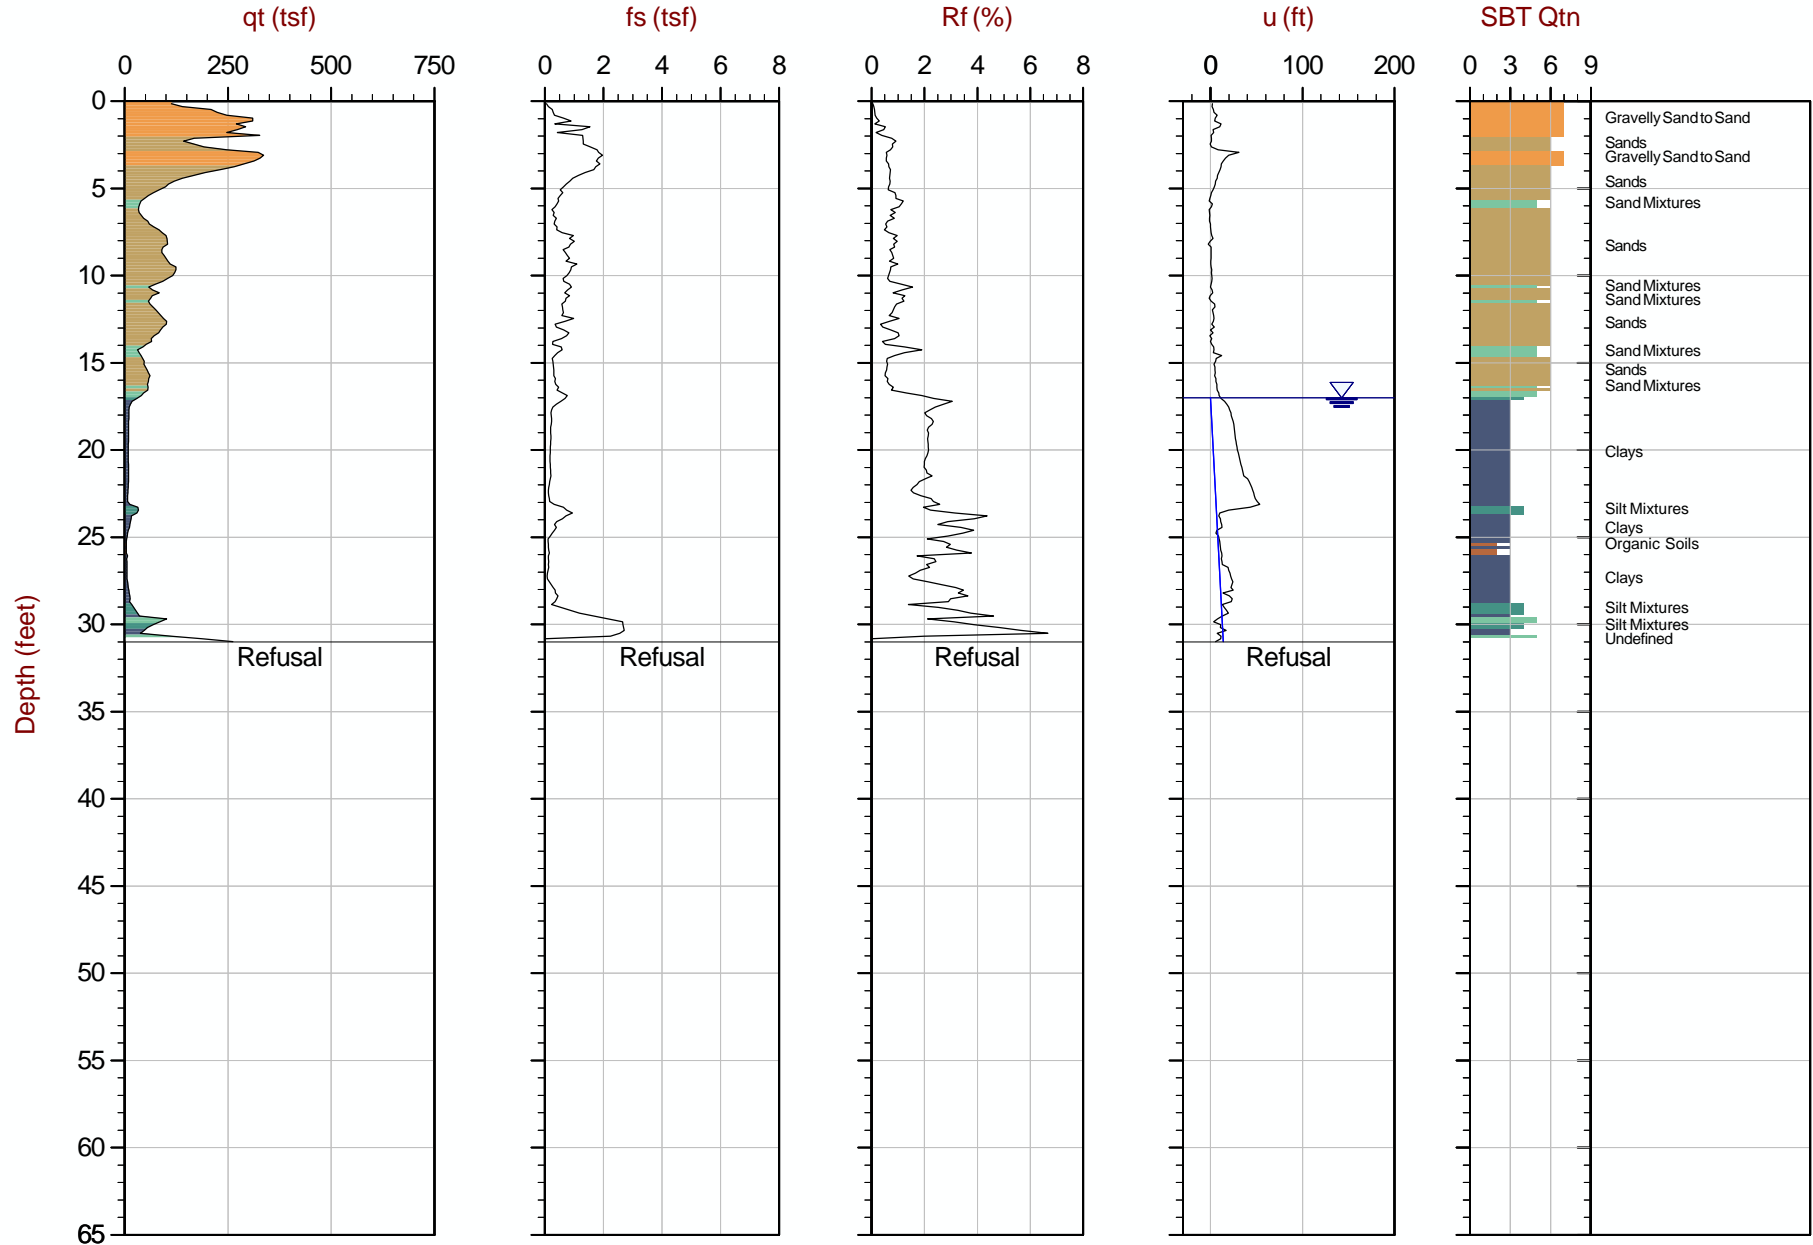 qt (tsf) fs (tsf) Rf (%) u (ft) SBT Qtn
0 250 500 750 0 2 4 6 8 0 2 4 6 8 0 100 200 0 3 6 9
0
5
10
15
20
25
30
35
40
45
50
55
60
65
Depth (feet)
Refusal Refusal Refusal Refusal
Gravelly Sand to Sand
Sands
Gravelly Sand to Sand
Sands
Sand Mixtures
Sands
Sand Mixtures
Sand Mixtures
Sands
Sand Mixtures
Sands
Sand Mixtures
Clays
Silt Mixtures
Clays
Organic Soils
Clays
Silt Mixtures
Silt Mixtures
Undefined